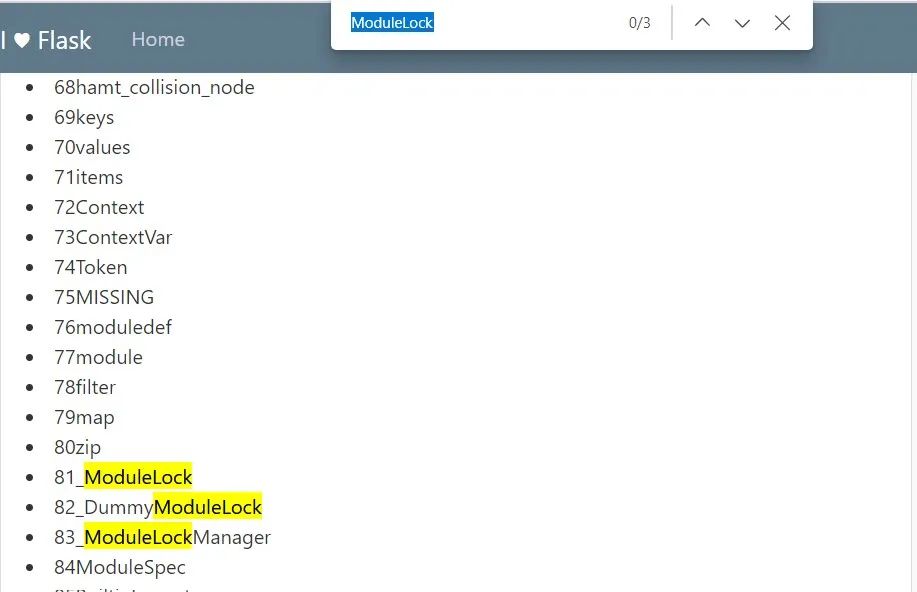 ModuleLock 0/3
I ♥ Flask Home
68hamt_collision_node
69keys
70values
71items
72Context
73ContextVar
74Token
75MISSING
76moduledef
77module
78filter
79map
80zip
81_ModuleLock
82_DummyModuleLock
83_ModuleLockManager
84ModuleSpec